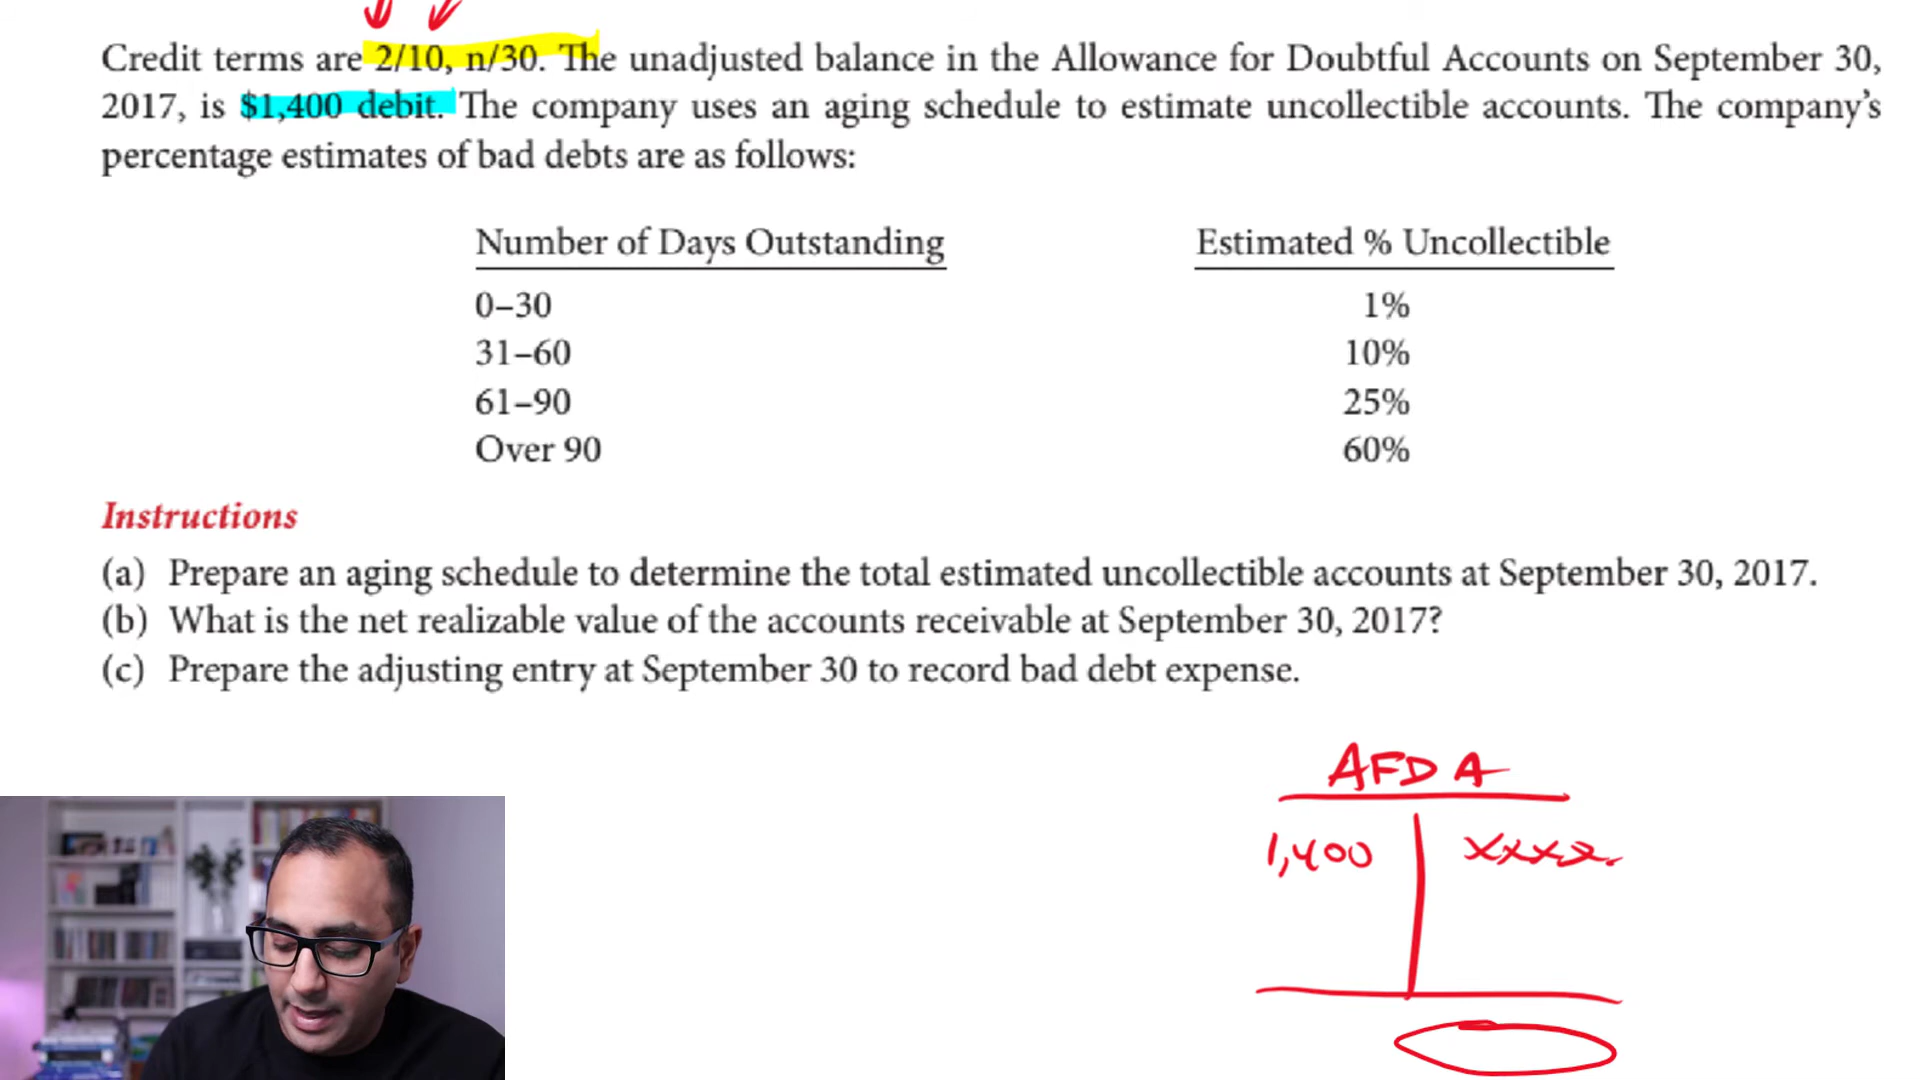 Credit terms are 2/10, n/30. The unadjusted balance in the Allowance for Doubtful Accounts on September 30,
2017, is $1,400 debit. The company uses an aging schedule to estimate uncollectible accounts. The company’s
percentage estimates of bad debts are as follows:
Number of Days Outstanding Estimated % Uncollectible
0–30 1%
31–60 10%
61–90 25%
Over 90 60%
Instructions
(a) Prepare an aging schedule to determine the total estimated uncollectible accounts at September 30, 2017.
(b) What is the net realizable value of the accounts receivable at September 30, 2017?
(c) Prepare the adjusting entry at September 30 to record bad debt expense.
AFDA
1,400 xxxx